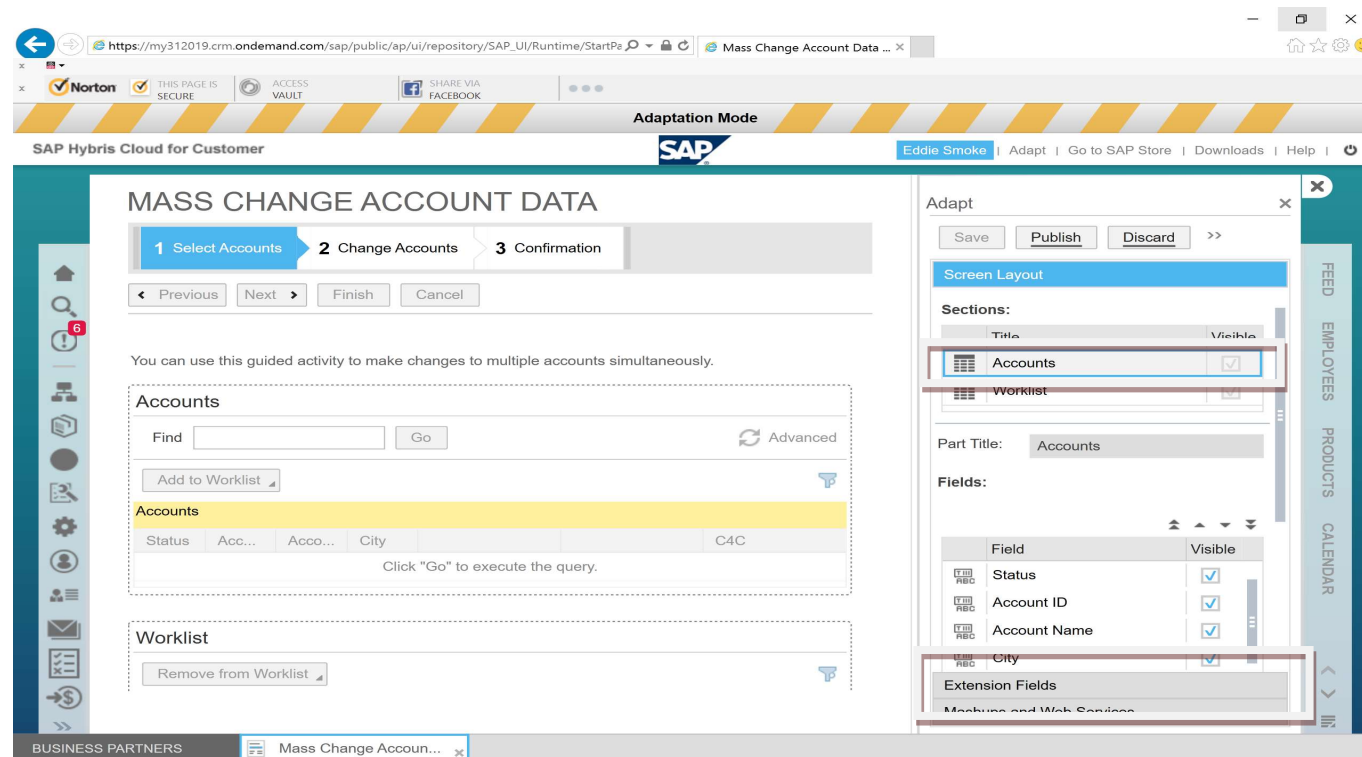 https://my312019.crm.ondemand.com/sap/public/ap/ui/repository/SAP_UI/Runtime/StartPa
Mass Change Account Data ...
Norton
THIS PAGE IS SECURE
ACCESS VAULT
SHARE VIA FACEBOOK
Adaptation Mode
SAP Hybris Cloud for Customer
SAP
Eddie Smoke | Adapt | Go to SAP Store | Downloads | Help |
MASS CHANGE ACCOUNT DATA
1 Select Accounts 2 Change Accounts 3 Confirmation
Previous Next Finish Cancel
6
You can use this guided activity to make changes to multiple accounts simultaneously.
Accounts
Find Go Advanced
Add to Worklist
Accounts
Status Acc... Acco... City C4C
Click "Go" to execute the query.
Worklist
Remove from Worklist
Adapt
Save Publish Discard >>
Screen Layout
Sections:
Title Visible
Accounts
Worklist
Part Title: Accounts
Fields:
Field Visible
Status
Account ID
Account Name
City
Extension Fields
Mashups and Web Services
FEED
EMPLOYEES
PRODUCTS
CALENDAR
BUSINESS PARTNERS
Mass Change Accoun...